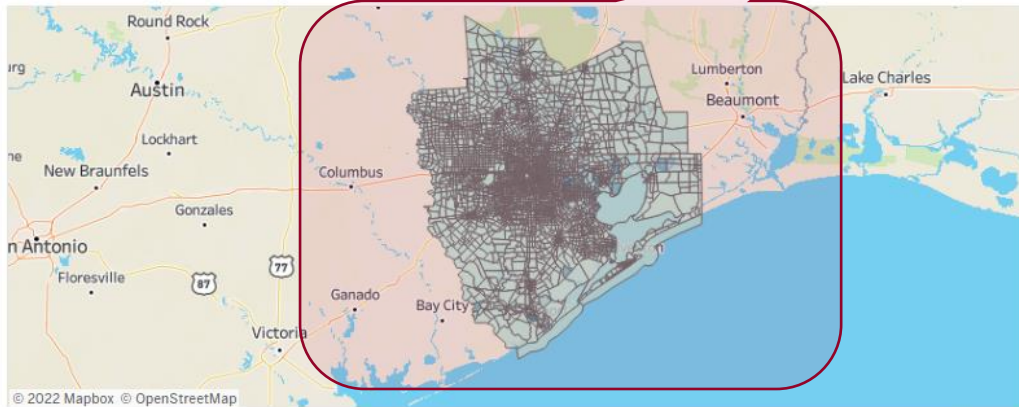 Round Rock
Austin
Lockhart
New Braunfels
Gonzales
n Antonio
Floresville
Victoria
77
87
urg
ne
Columbus
Ganado
Bay City
Lumberton
Beaumont
Lake Charles
n
© 2022 Mapbox © OpenStreetMap